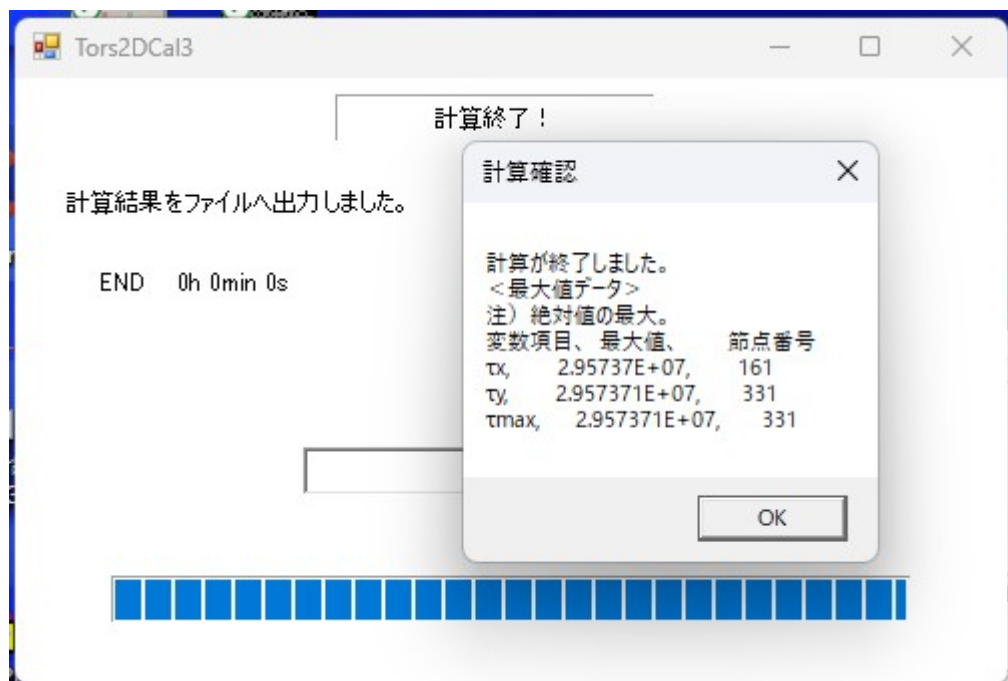 Tors2DCal3
計算終了！
計算結果をファイルへ出力しました。
END 0h 0min 0s
計算確認
計算が終了しました。
＜最大値データ＞
注）絶対値の最大。
変数項目、 最大値、 節点番号
τx, 2.95737E+07, 161
τy, 2.957371E+07, 331
τmax, 2.957371E+07, 331
OK